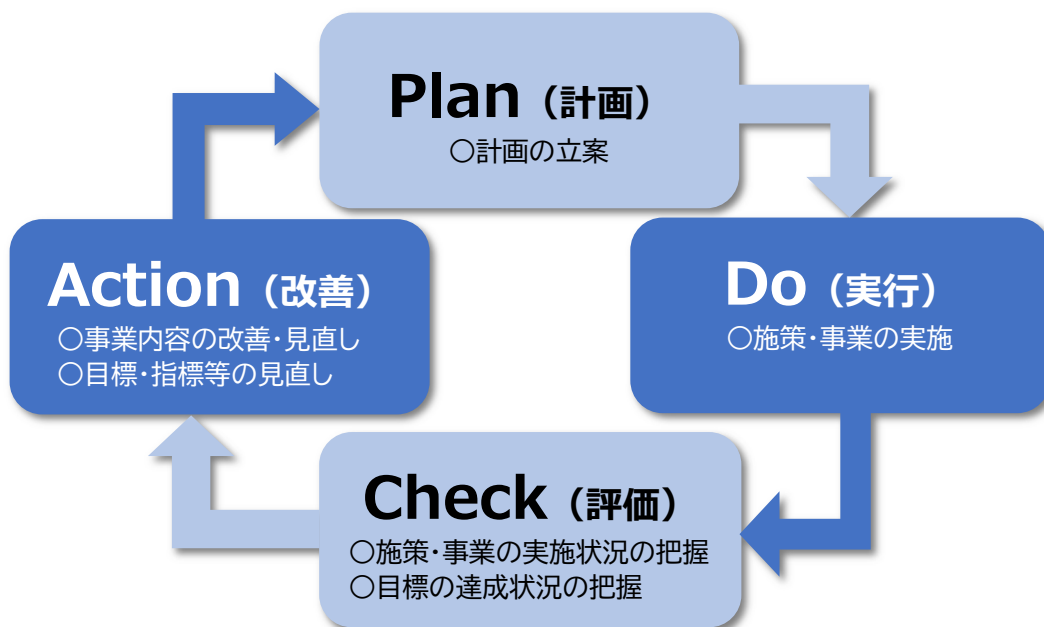 Plan（計画）
○計画の立案
Do（実行）
○施策・事業の実施
Check（評価）
○施策・事業の実施状況の把握
○目標の達成状況の把握
Action（改善）
○事業内容の改善・見直し
○目標・指標等の見直し